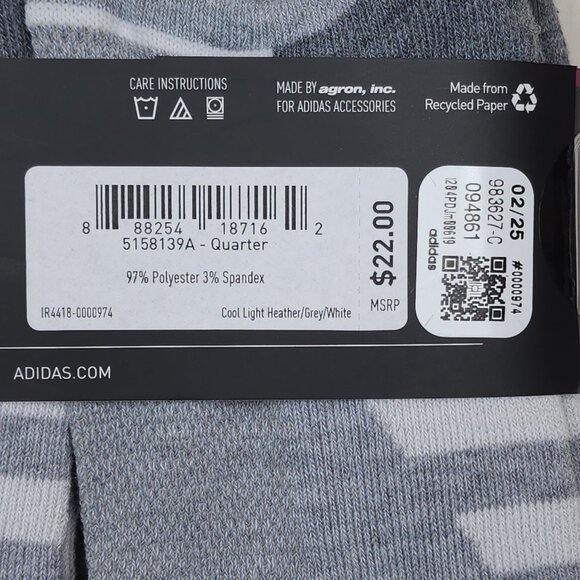 CARE INSTRUCTIONS
MADE BY agron, inc.
FOR ADIDAS ACCESSORIES
Made from
Recycled Paper
8 88254 18716 2
5158139A - Quarter
97% Polyester 3% Spandex
IR4418-0000974
Cool Light Heather/Grey/White
$22.00
MSRP
02/25
983627-C
094861
adidas
#0000974
ADIDAS.COM